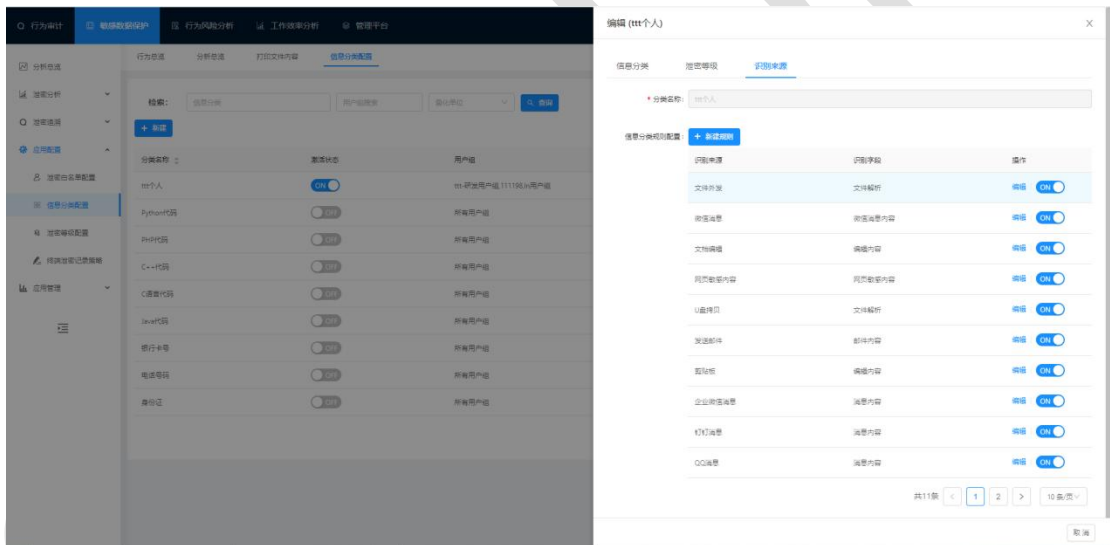 行为审计 敏感数据保护 行为风险分析 工作效率分析 管理平台
分析总览
泄密分析
泄密追溯
应用配置
泄密白名单配置
信息分类配置
泄密等级配置
终端泄密记录策略
应用管理
行为总览 分析总览 打印文件内容 信息分类配置
检索： 信息分类 查询
+ 新建
分类名称 激活状态 用户组
ttt个人 ON ttt-研发用户组,111198,ln用户组
Python代码 OFF 所有用户组
PHP代码 OFF 所有用户组
C++代码 OFF 所有用户组
C语言代码 OFF 所有用户组
Java代码 OFF 所有用户组
银行卡号 OFF 所有用户组
电话号码 OFF 所有用户组
身份证 OFF 所有用户组
编辑 (ttt个人)
信息分类 泄密等级 识别来源
* 分类名称： ttt个人
信息分类规则配置： + 新建规则
识别来源 识别字段 操作
文件外发 文件解析 编辑 ON
微信消息 微信消息内容 编辑 ON
文档编辑 编辑内容 编辑 ON
网页敏感内容 网页敏感内容 编辑 ON
U盘拷贝 文件解析 编辑 ON
发送邮件 邮件内容 编辑 ON
剪贴板 编辑内容 编辑 ON
企业微信消息 消息内容 编辑 ON
钉钉消息 消息内容 编辑 ON
QQ消息 消息内容 编辑 ON
共11条 < 1 2 > 10 条/页
取 消